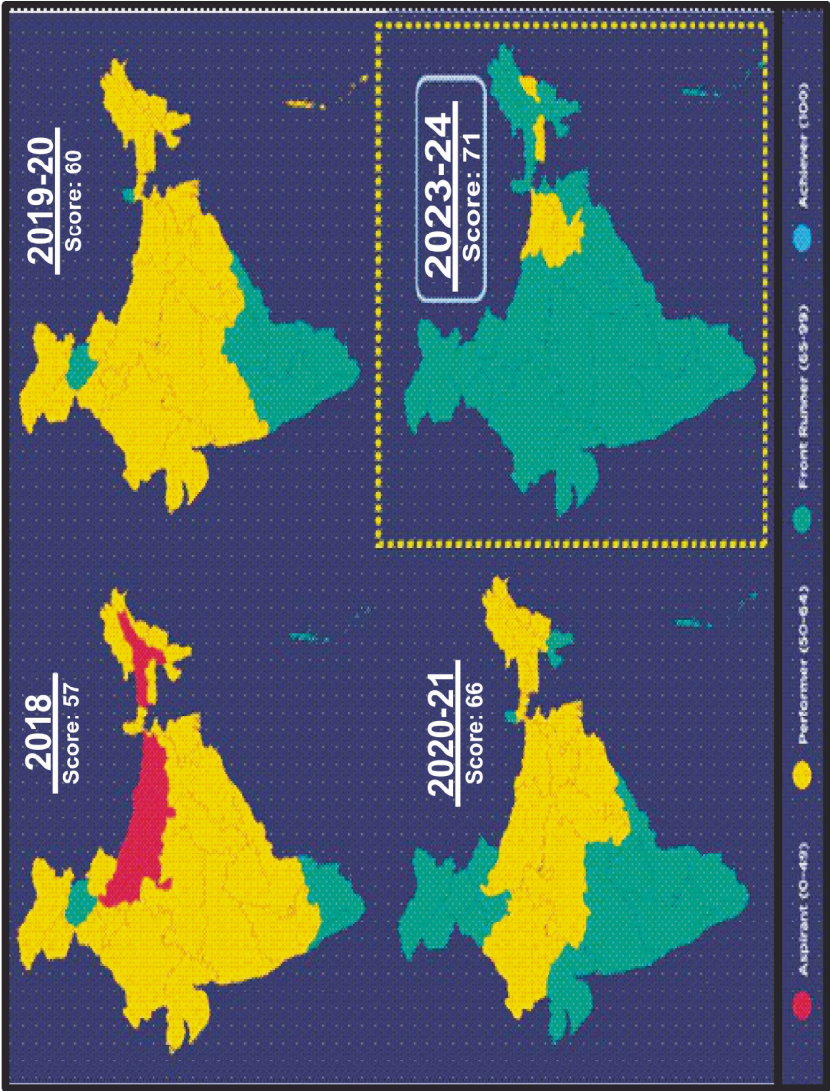 2018
Score: 57
2019-20
Score: 60
2020-21
Score: 66
2023-24
Score: 71
Aspirant (0-49)
Performer (50-64)
Front Runner (65-99)
Achiever (100)